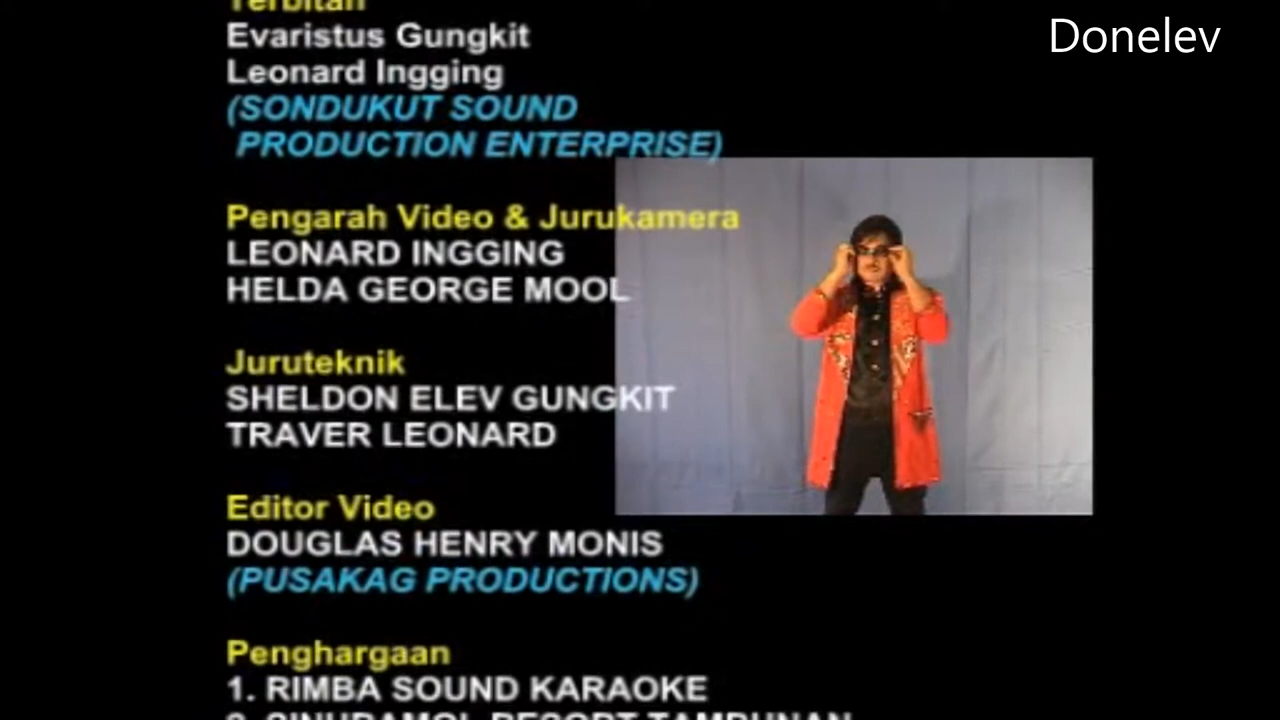 Donelev
Terbitan
Evaristus Gungkit
Leonard Ingging
(SONDUKUT SOUND
PRODUCTION ENTERPRISE)
Pengarah Video & Jurukamera
LEONARD INGGING
HELDA GEORGE MOOL
Juruteknik
SHELDON ELEV GUNGKIT
TRAVER LEONARD
Editor Video
DOUGLAS HENRY MONIS
(PUSAKAG PRODUCTIONS)
Penghargaan
1. RIMBA SOUND KARAOKE